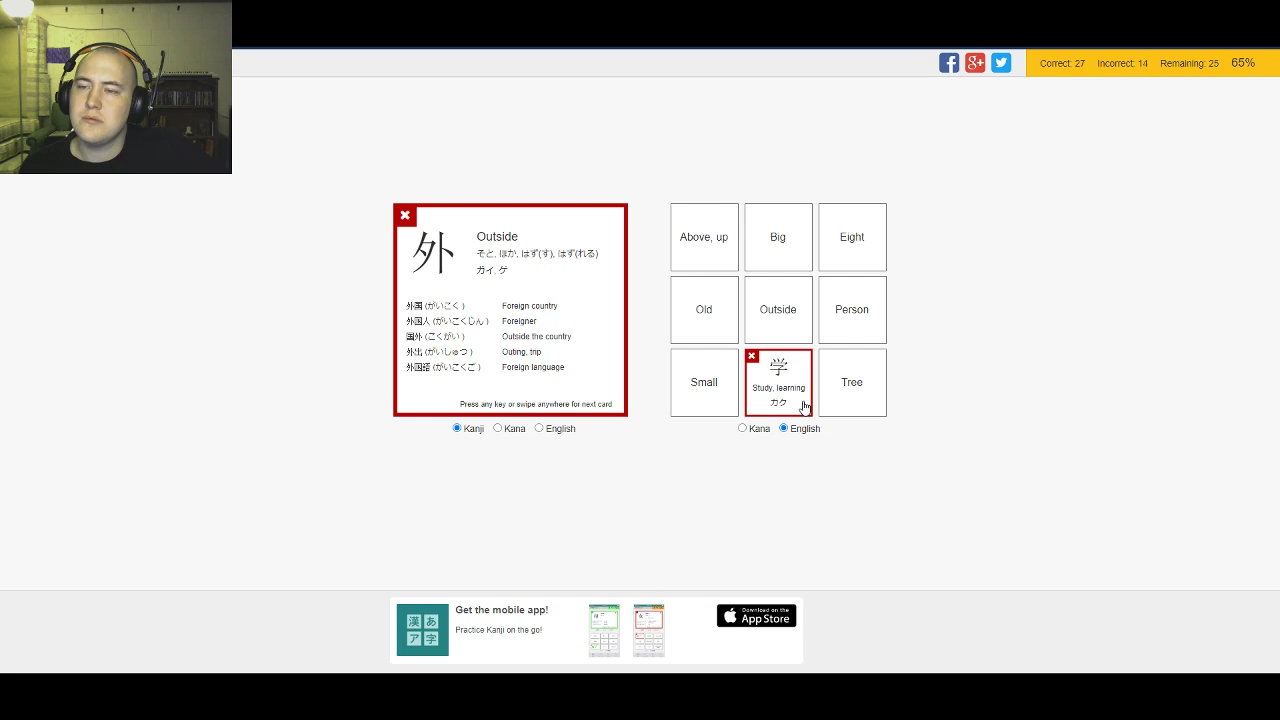 Correct: 27 Incorrect: 14 Remaining: 25 65%
外
Outside
そと, ほか, はず(す), はず(れる)
ガイ, ゲ
外国 (がいこく) Foreign country
外国人 (がいこくじん) Foreigner
国外 (こくがい) Outside the country
外出 (がいしゅつ) Outing, trip
外国語 (がいこくご) Foreign language
Press any key or swipe anywhere for next card
Kanji Kana English
Above, up Big Eight
Old Outside Person
Small
学
Study, learning
ガク
Tree
Kana English
漢 あ
ア 字
Get the mobile app!
Practice Kanji on the go!
Download on the
App Store